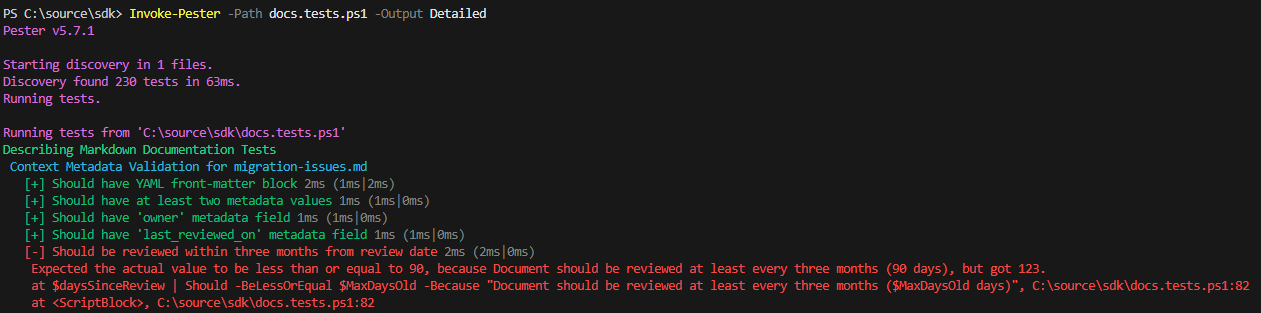 PS C:\source\sdk> Invoke-Pester -Path docs.tests.ps1 -Output Detailed
Pester v5.7.1
Starting discovery in 1 files.
Discovery found 230 tests in 63ms.
Running tests.
Running tests from 'C:\source\sdk\docs.tests.ps1'
Describing Markdown Documentation Tests
Context Metadata Validation for migration-issues.md
[+] Should have YAML front-matter block 2ms (1ms|2ms)
[+] Should have at least two metadata values 1ms (1ms|0ms)
[+] Should have 'owner' metadata field 1ms (1ms|0ms)
[+] Should have 'last_reviewed_on' metadata field 1ms (1ms|0ms)
[-] Should be reviewed within three months from review date 2ms (2ms|0ms)
Expected the actual value to be less than or equal to 90, because Document should be reviewed at least every three months (90 days), but got 123.
at $daysSinceReview | Should -BeLessOrEqual $MaxDaysOld -Because "Document should be reviewed at least every three months ($MaxDaysOld days)", C:\source\sdk\docs.tests.ps1:82
at <ScriptBlock>, C:\source\sdk\docs.tests.ps1:82